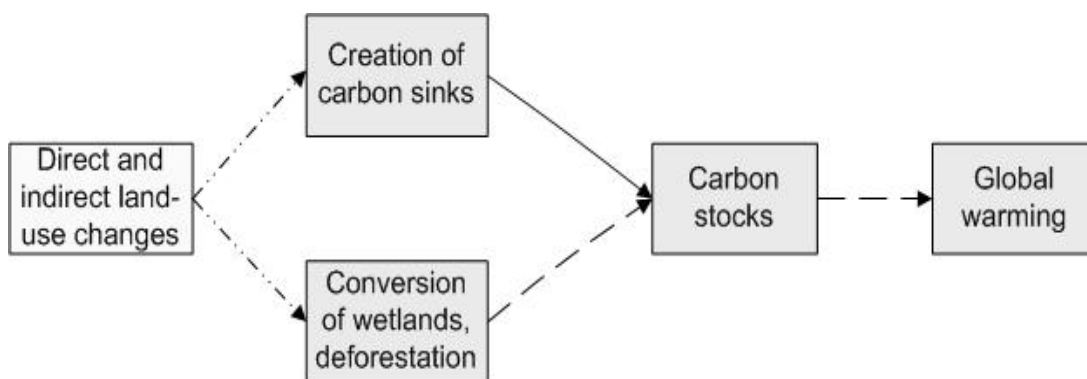 Creation of
carbon sinks
Direct and
indirect land-
use changes
Carbon
stocks
Global
warming
Conversion
of wetlands,
deforestation